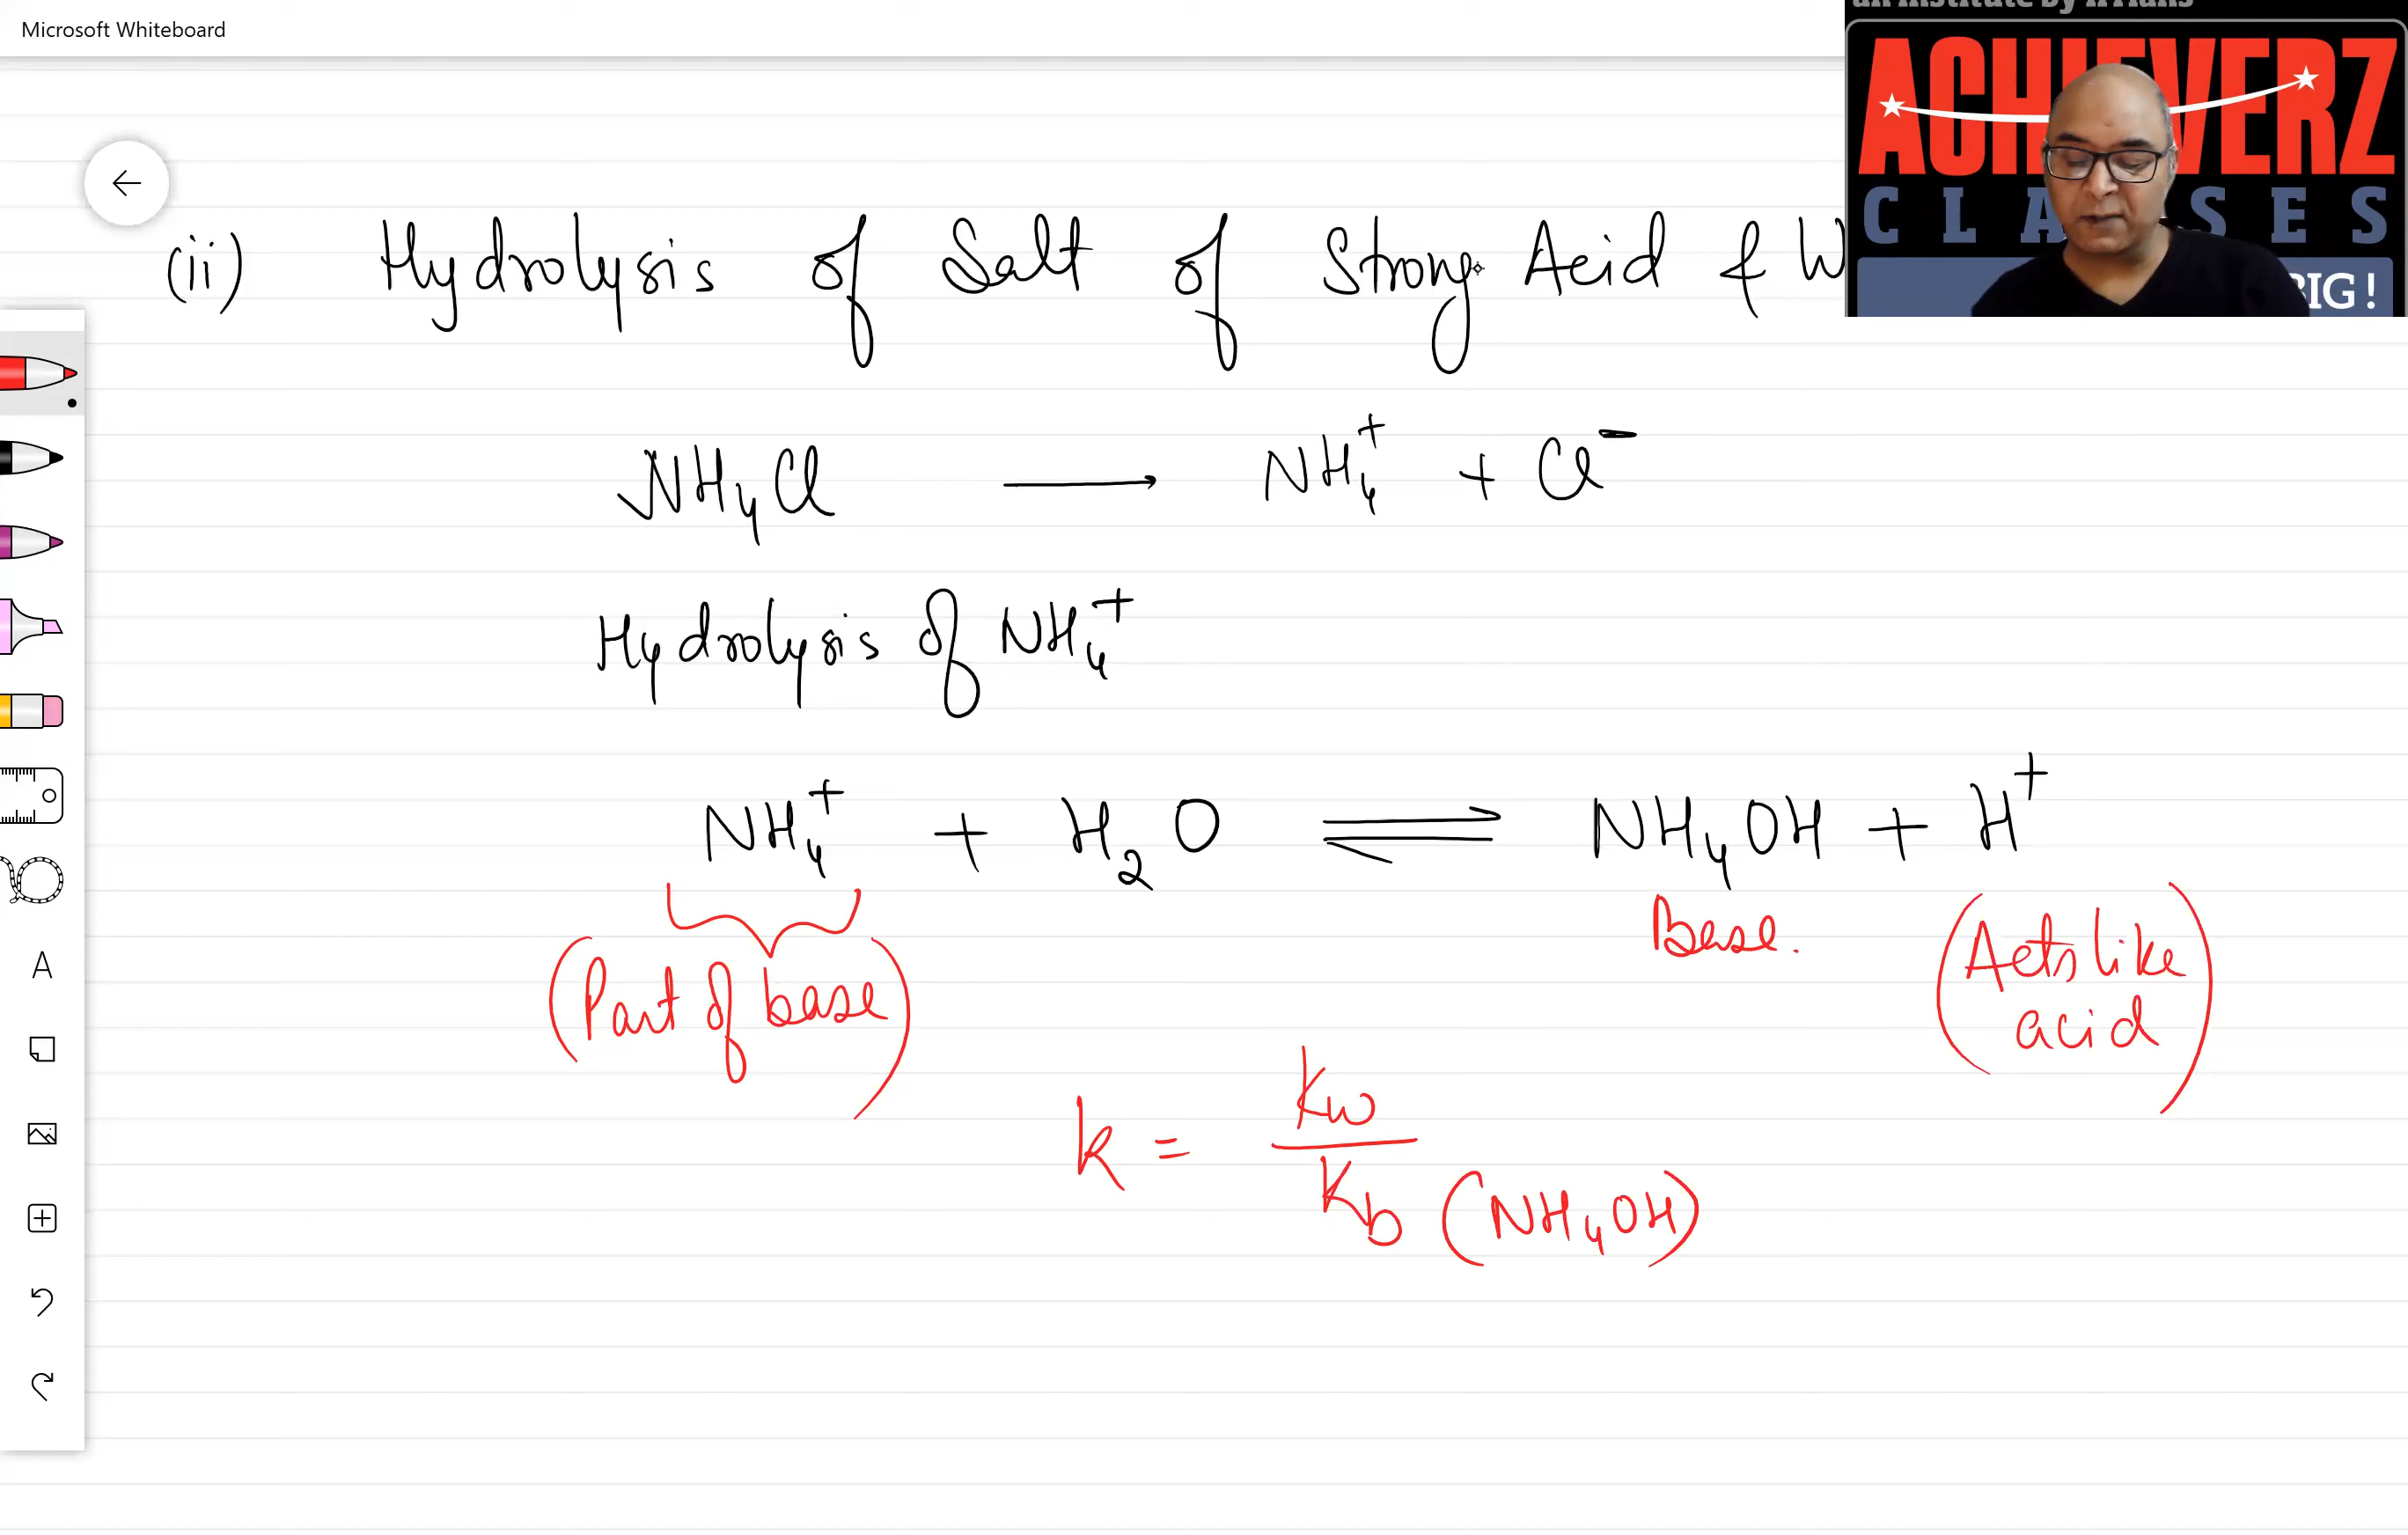 Microsoft Whiteboard
ACHIEVERZ
CLASSES
BIG!
(ii) Hydrolysis of Salt of Strong Acid & W
NH₄Cl ⟶ NH₄⁺ + Cl⁻
Hydrolysis of NH₄⁺
NH₄⁺ + H₂O ⇌ NH₄OH + H⁺
(Part of base) Base. (Acts like acid)
K = Kw / Kb (NH₄OH)
A